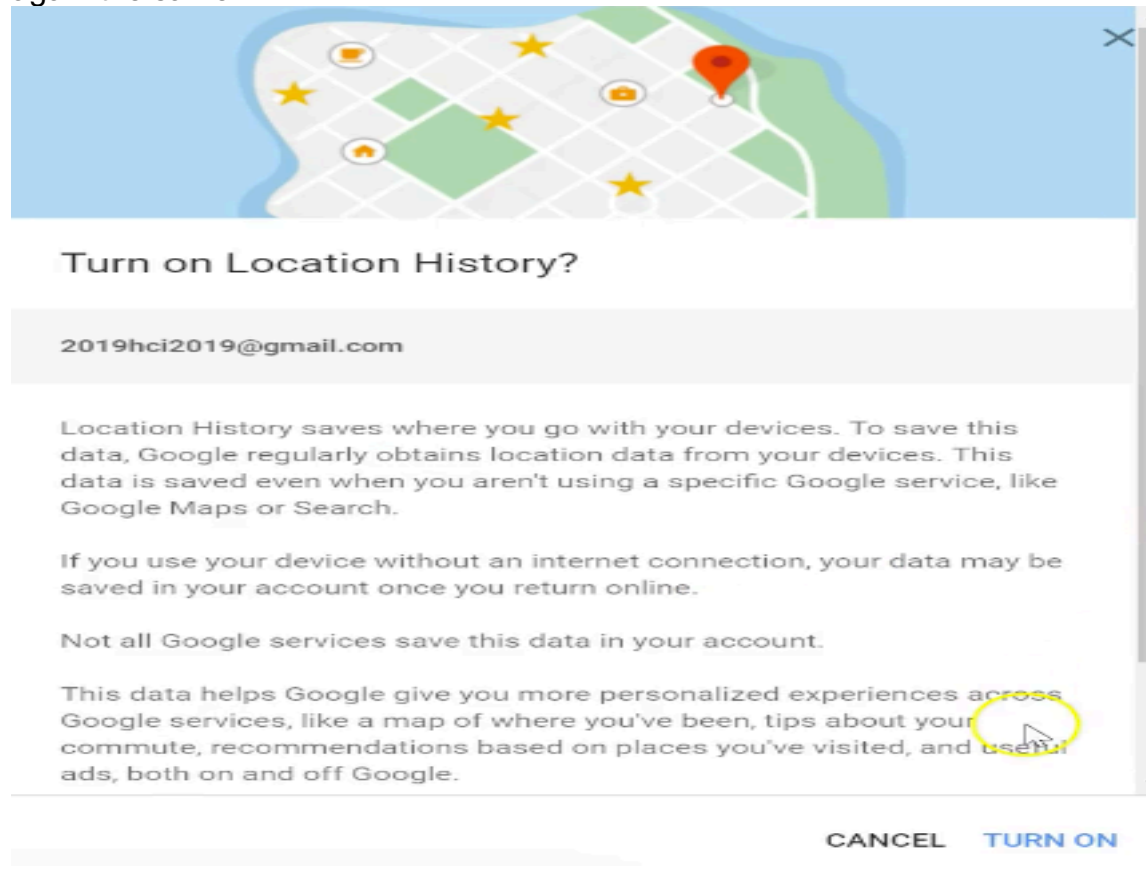 Turn on Location History?
2019hci2019@gmail.com
Location History saves where you go with your devices. To save this
data, Google regularly obtains location data from your devices. This
data is saved even when you aren't using a specific Google service, like
Google Maps or Search.
If you use your device without an internet connection, your data may be
saved in your account once you return online.
Not all Google services save this data in your account.
This data helps Google give you more personalized experiences across
Google services, like a map of where you've been, tips about your
commute, recommendations based on places you've visited, and useful
ads, both on and off Google.
CANCEL TURN ON